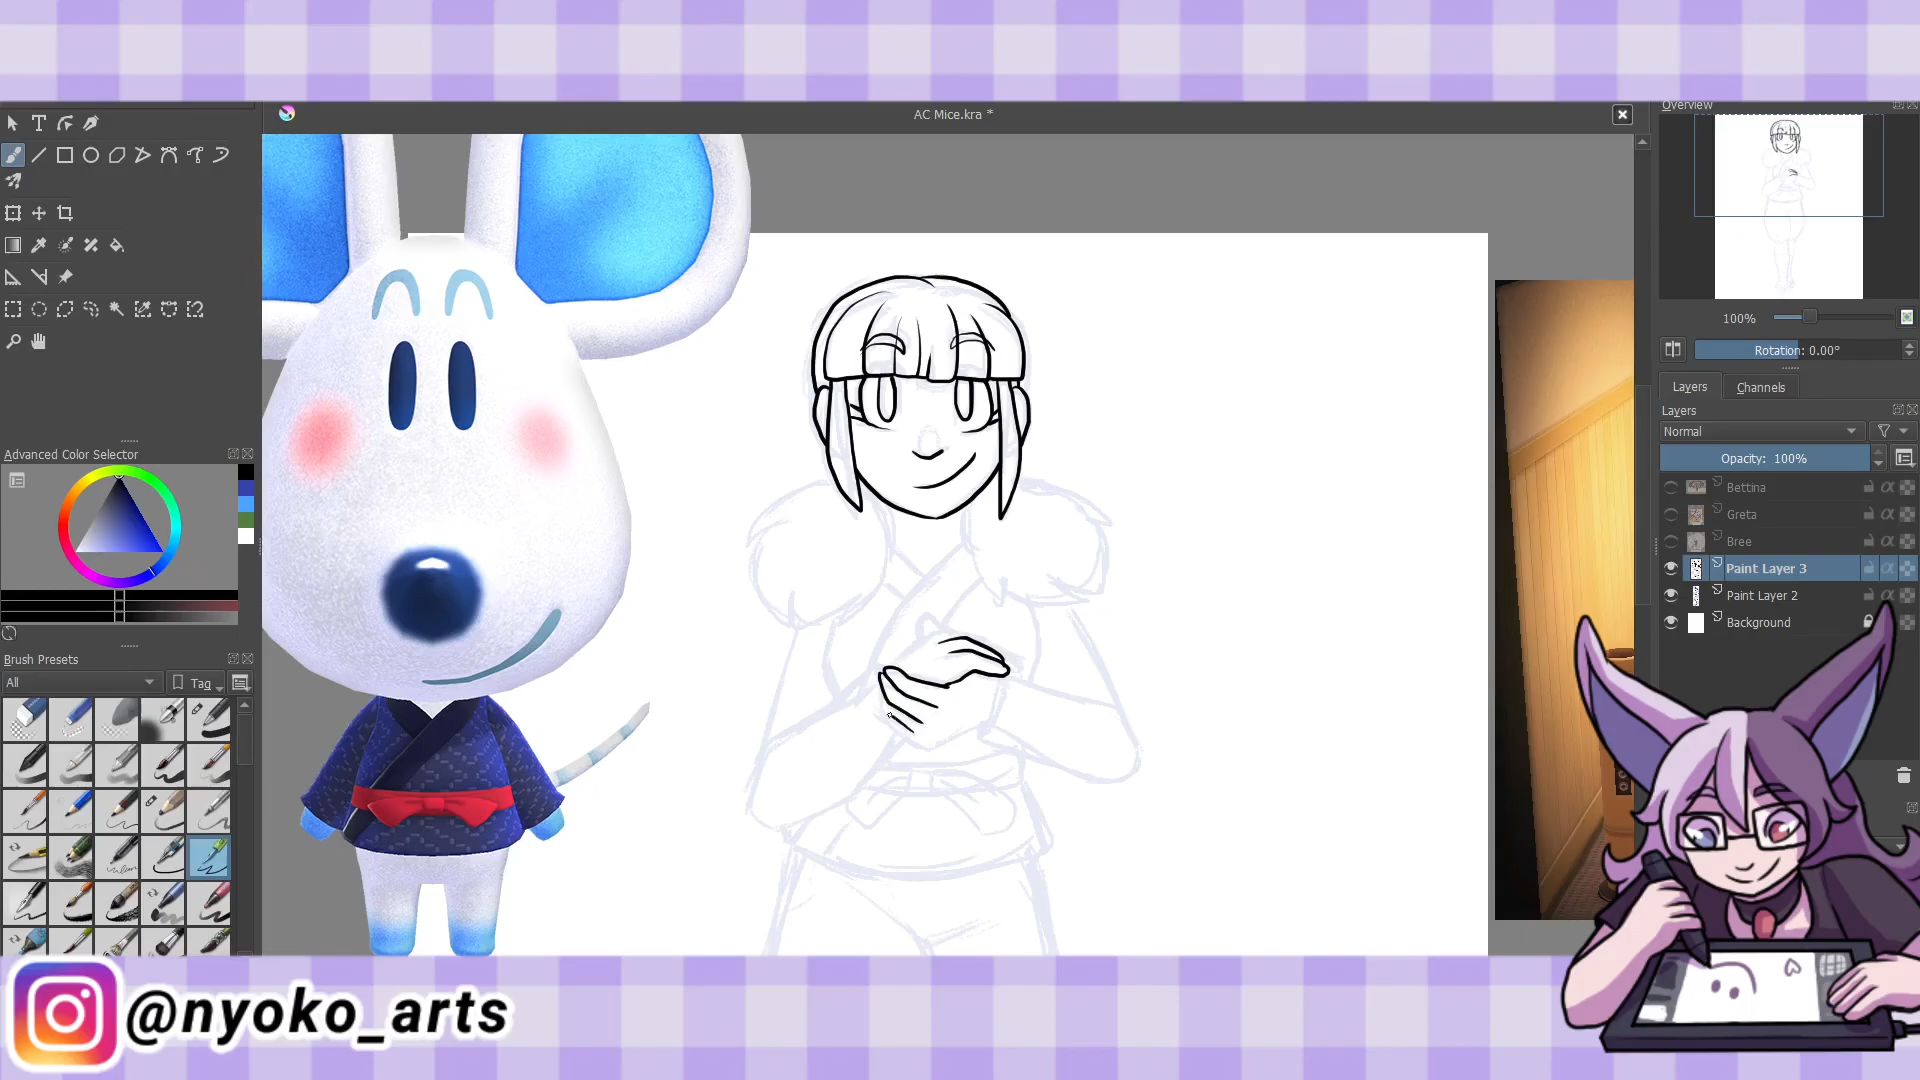 AC Mice.kra *
Overview
100%
Rotation: 0.00°
Layers
Channels
Layers
Normal
Opacity: 100%
Bettina
Greta
Bree
Paint Layer 3
Paint Layer 2
Background
Advanced Color Selector
Brush Presets
All
Tag
@nyoko_arts